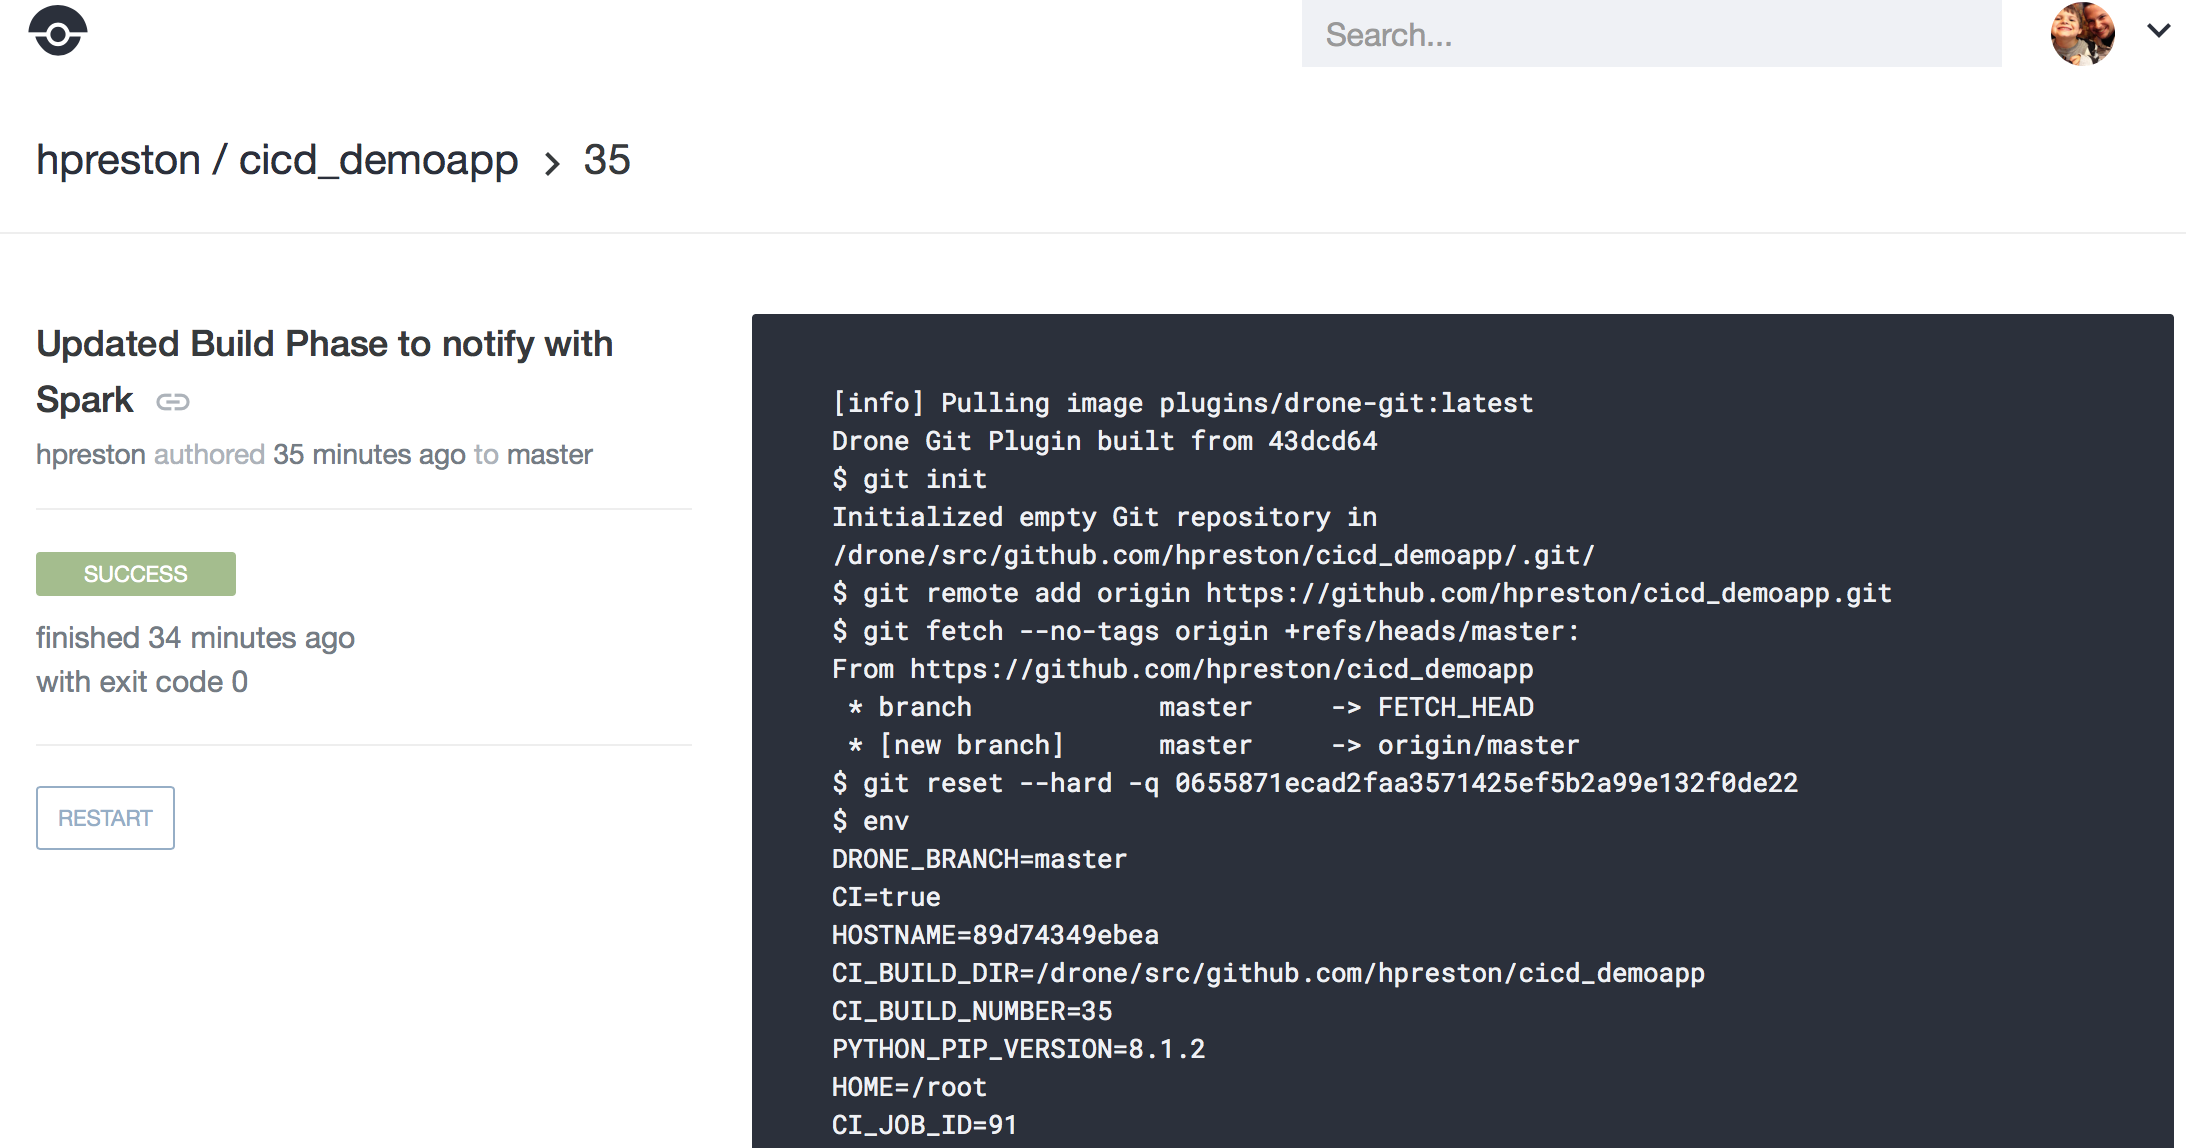 Search...
hpreston / cicd_demoapp > 35
Updated Build Phase to notify with
Spark
hpreston authored 35 minutes ago to master
SUCCESS
finished 34 minutes ago
with exit code 0
RESTART
[info] Pulling image plugins/drone-git:latest
Drone Git Plugin built from 43dcd64
$ git init
Initialized empty Git repository in
/drone/src/github.com/hpreston/cicd_demoapp/.git/
$ git remote add origin https://github.com/hpreston/cicd_demoapp.git
$ git fetch --no-tags origin +refs/heads/master:
From https://github.com/hpreston/cicd_demoapp
 * branch            master     -> FETCH_HEAD
 * [new branch]      master     -> origin/master
$ git reset --hard -q 0655871ecad2faa3571425ef5b2a99e132f0de22
$ env
DRONE_BRANCH=master
CI=true
HOSTNAME=89d74349ebea
CI_BUILD_DIR=/drone/src/github.com/hpreston/cicd_demoapp
CI_BUILD_NUMBER=35
PYTHON_PIP_VERSION=8.1.2
HOME=/root
CI_JOB_ID=91